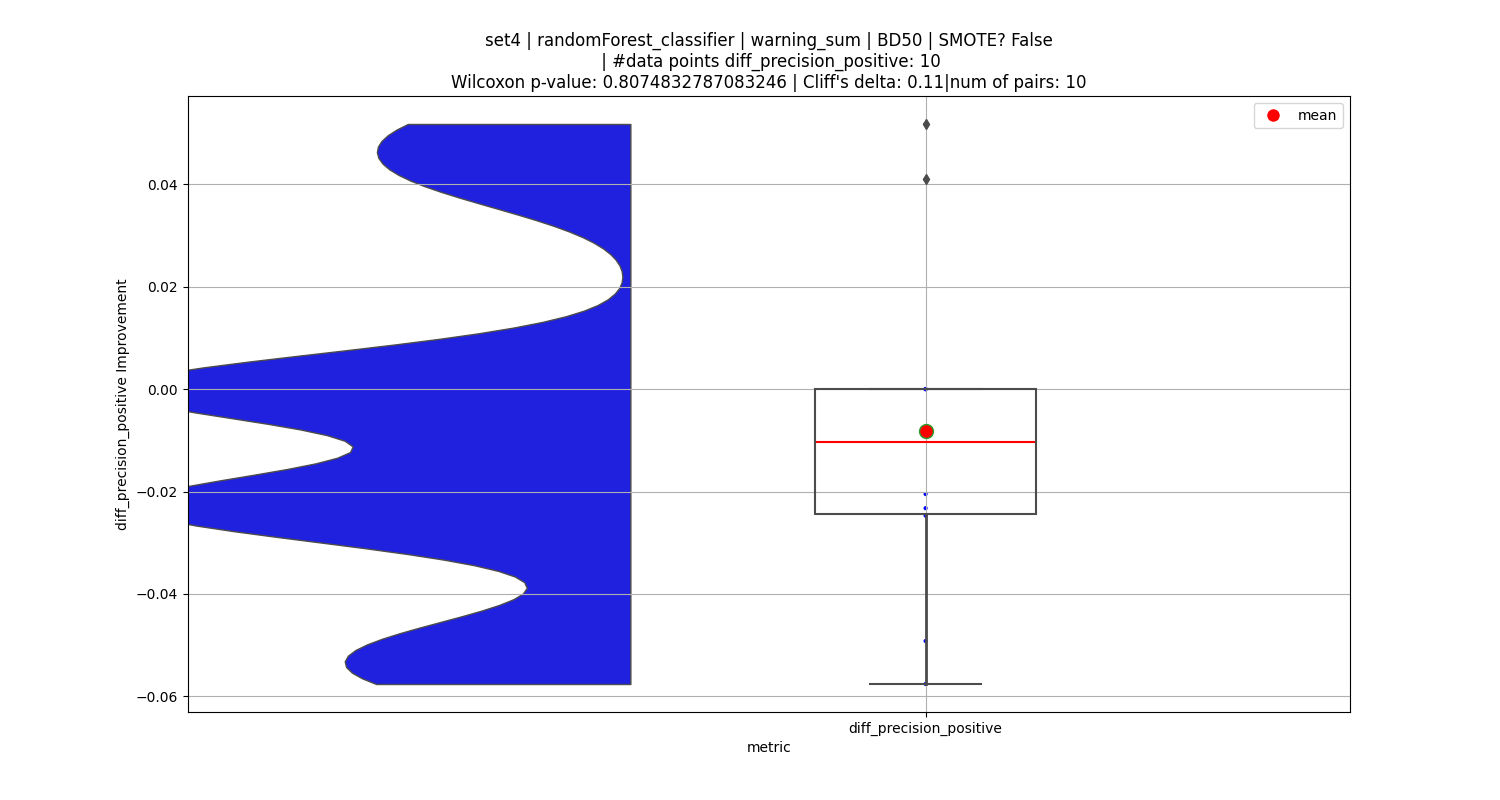 set4 | randomForest_classifier | warning_sum | BD50 | SMOTE? False
| #data points diff_precision_positive: 10
Wilcoxon p-value: 0.8074832787083246 | Cliff's delta: 0.11|num of pairs: 10
mean
diff_precision_positive Improvement
0.04
0.02
0.00
−0.02
−0.04
−0.06
diff_precision_positive
metric